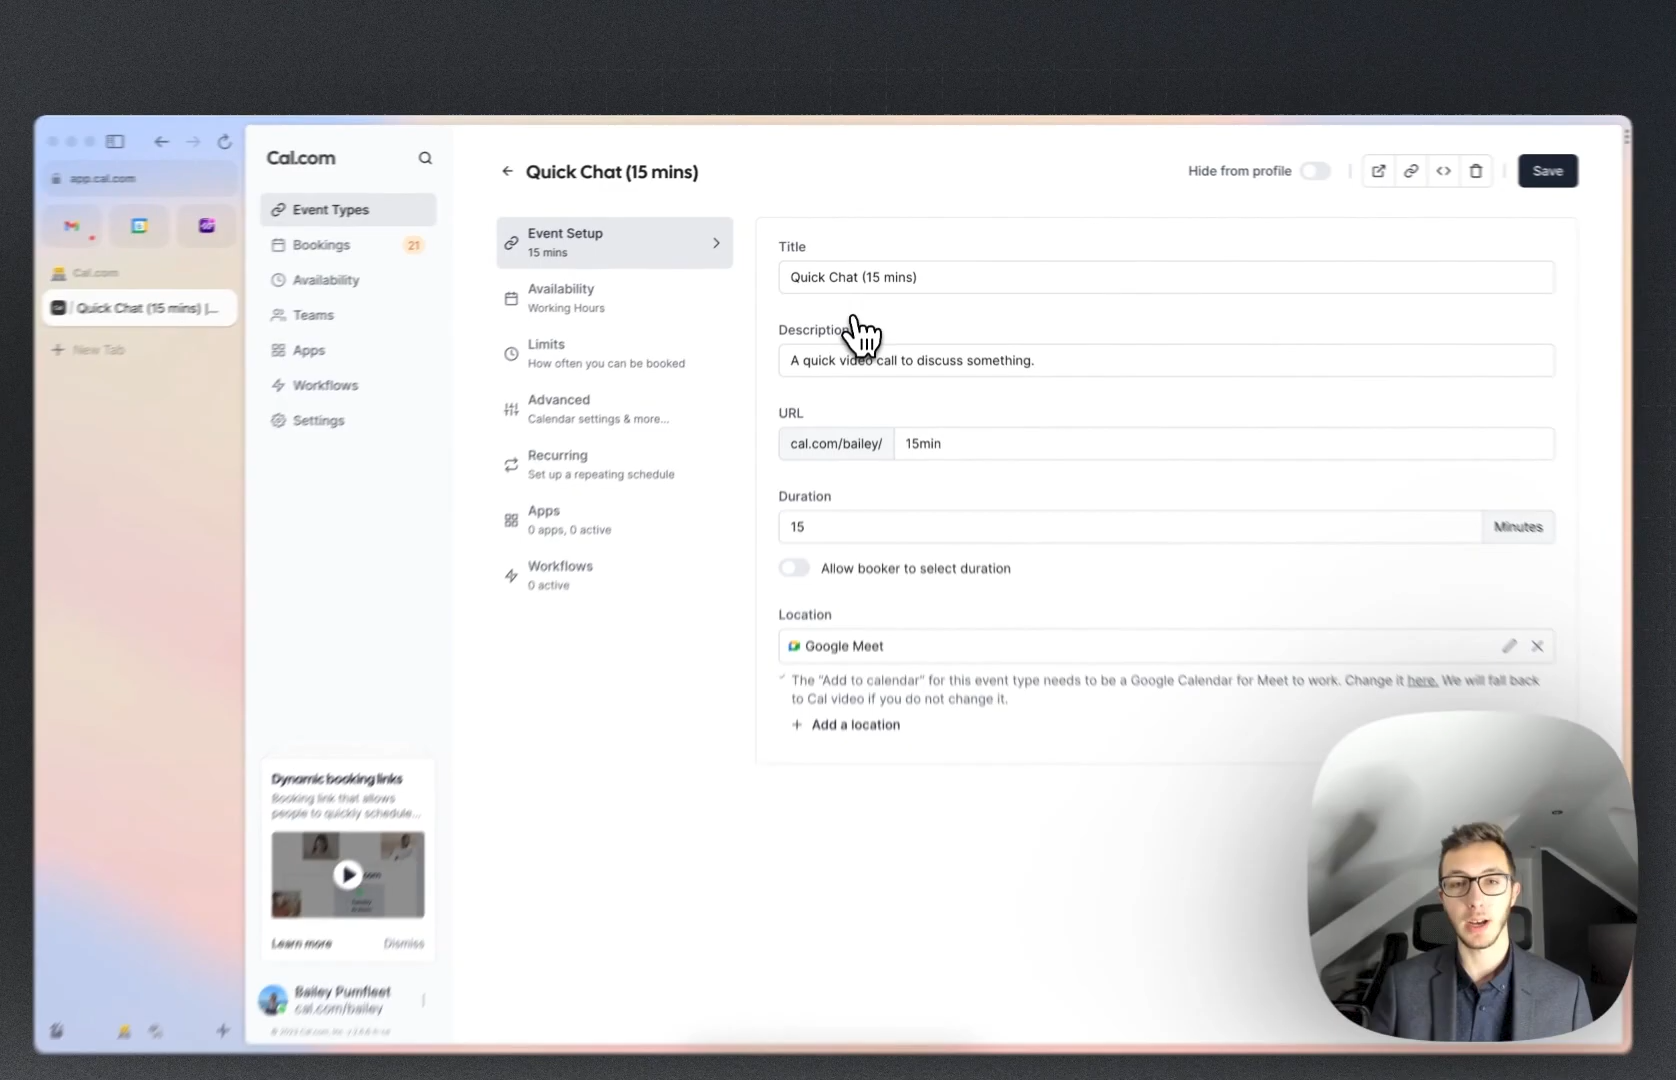 app.cal.com
Cal.com
Quick Chat (15 mins) |...
New Tab
Cal.com
Event Types
Bookings 21
Availability
Teams
Apps
Workflows
Settings
Dynamic booking links
Booking link that allows
people to quickly schedule...
Learn more Dismiss
Bailey Pumfleet
cal.com/bailey
Quick Chat (15 mins)
Hide from profile
Save
Event Setup
15 mins
Availability
Working Hours
Limits
How often you can be booked
Advanced
Calendar settings & more...
Recurring
Set up a repeating schedule
Apps
0 apps, 0 active
Workflows
0 active
Title
Quick Chat (15 mins)
Description
A quick video call to discuss something.
URL
cal.com/bailey/ 15min
Duration
15 Minutes
Allow booker to select duration
Location
Google Meet
The "Add to calendar" for this event type needs to be a Google Calendar for Meet to work. Change it here. We will fall back
to Cal video if you do not change it.
Add a location